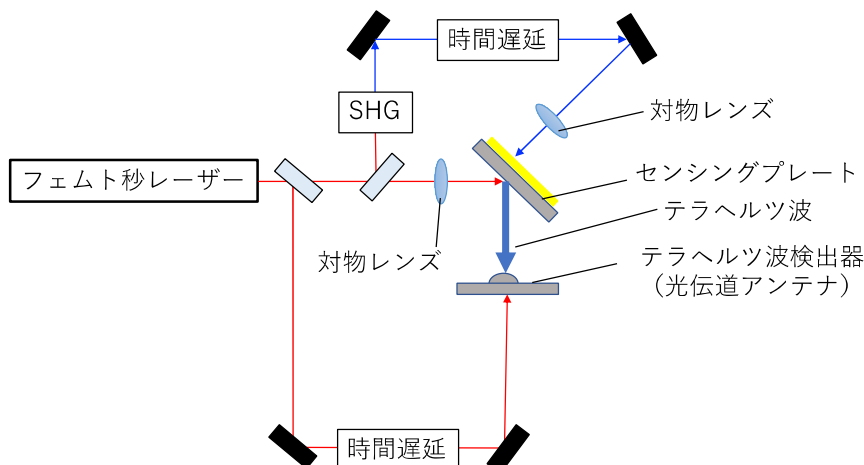 時間遅延
SHG
対物レンズ
フェムト秒レーザー
センシングプレート
テラヘルツ波
対物レンズ
テラヘルツ波検出器
（光伝道アンテナ）
時間遅延